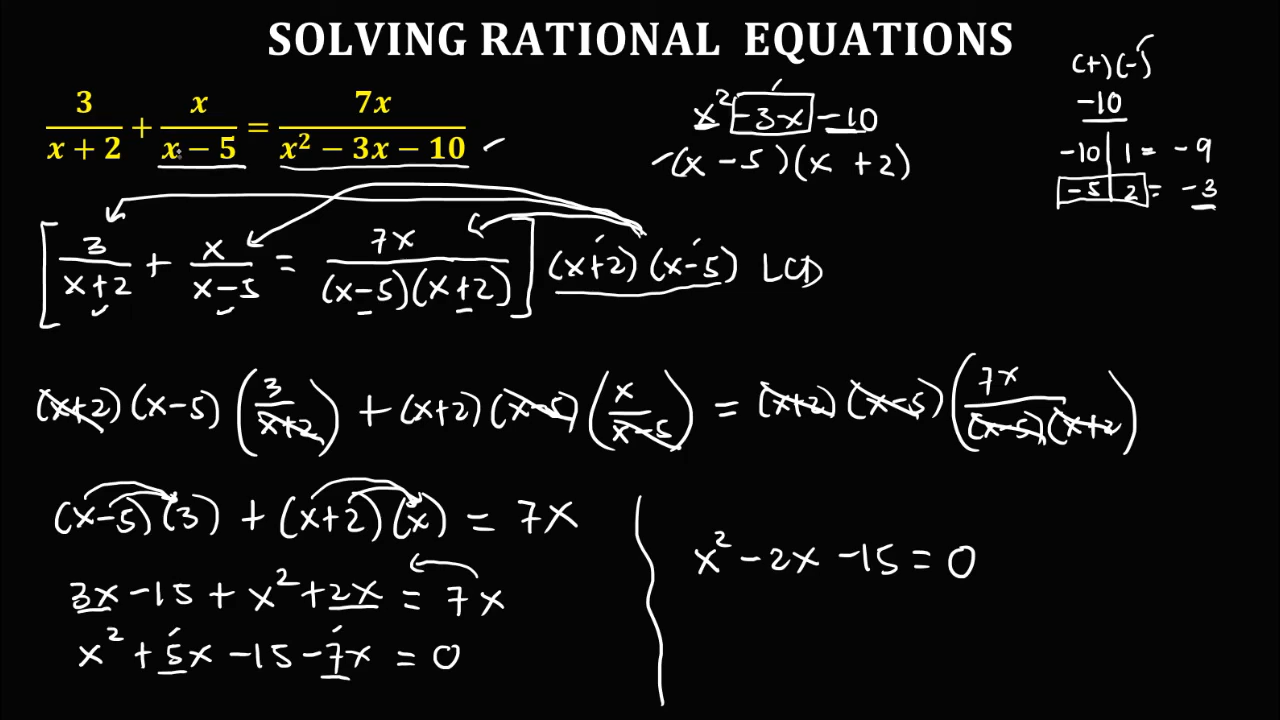 SOLVING RATIONAL EQUATIONS
3/(x + 2) + x/(x − 5) = 7x/(x² − 3x − 10)
x² -3x -10
(x -5)(x +2)
(+)(-)
-10
-10 | 1 = -9
-5 | 2 = -3
[3/(x+2) + x/(x-5) = 7x/((x-5)(x+2))] (x+2)(x-5) LCD
(x+2)(x-5)(3/(x+2)) + (x+2)(x-5)(x/(x-5)) = (x+2)(x-5)(7x/((x-5)(x+2)))
(x-5)(3) + (x+2)(x) = 7x
3x -15 + x² + 2x = 7x
x² + 5x -15 -7x = 0
x² - 2x -15 = 0